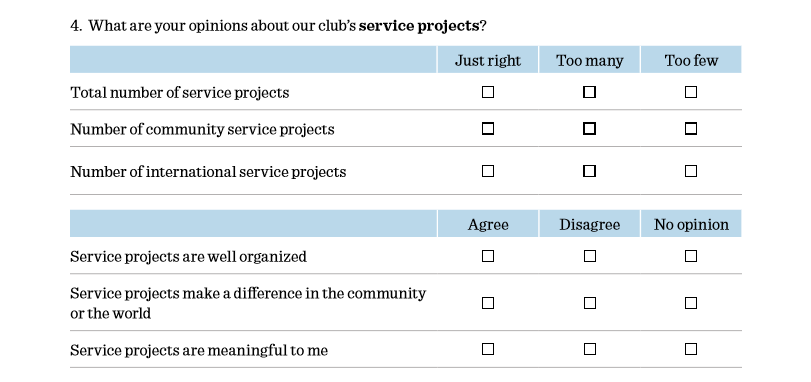 4. What are your opinions about our club's service projects?
Just right Too many Too few
Total number of service projects
Number of community service projects
Number of international service projects
Agree Disagree No opinion
Service projects are well organized
Service projects make a difference in the community
or the world
Service projects are meaningful to me